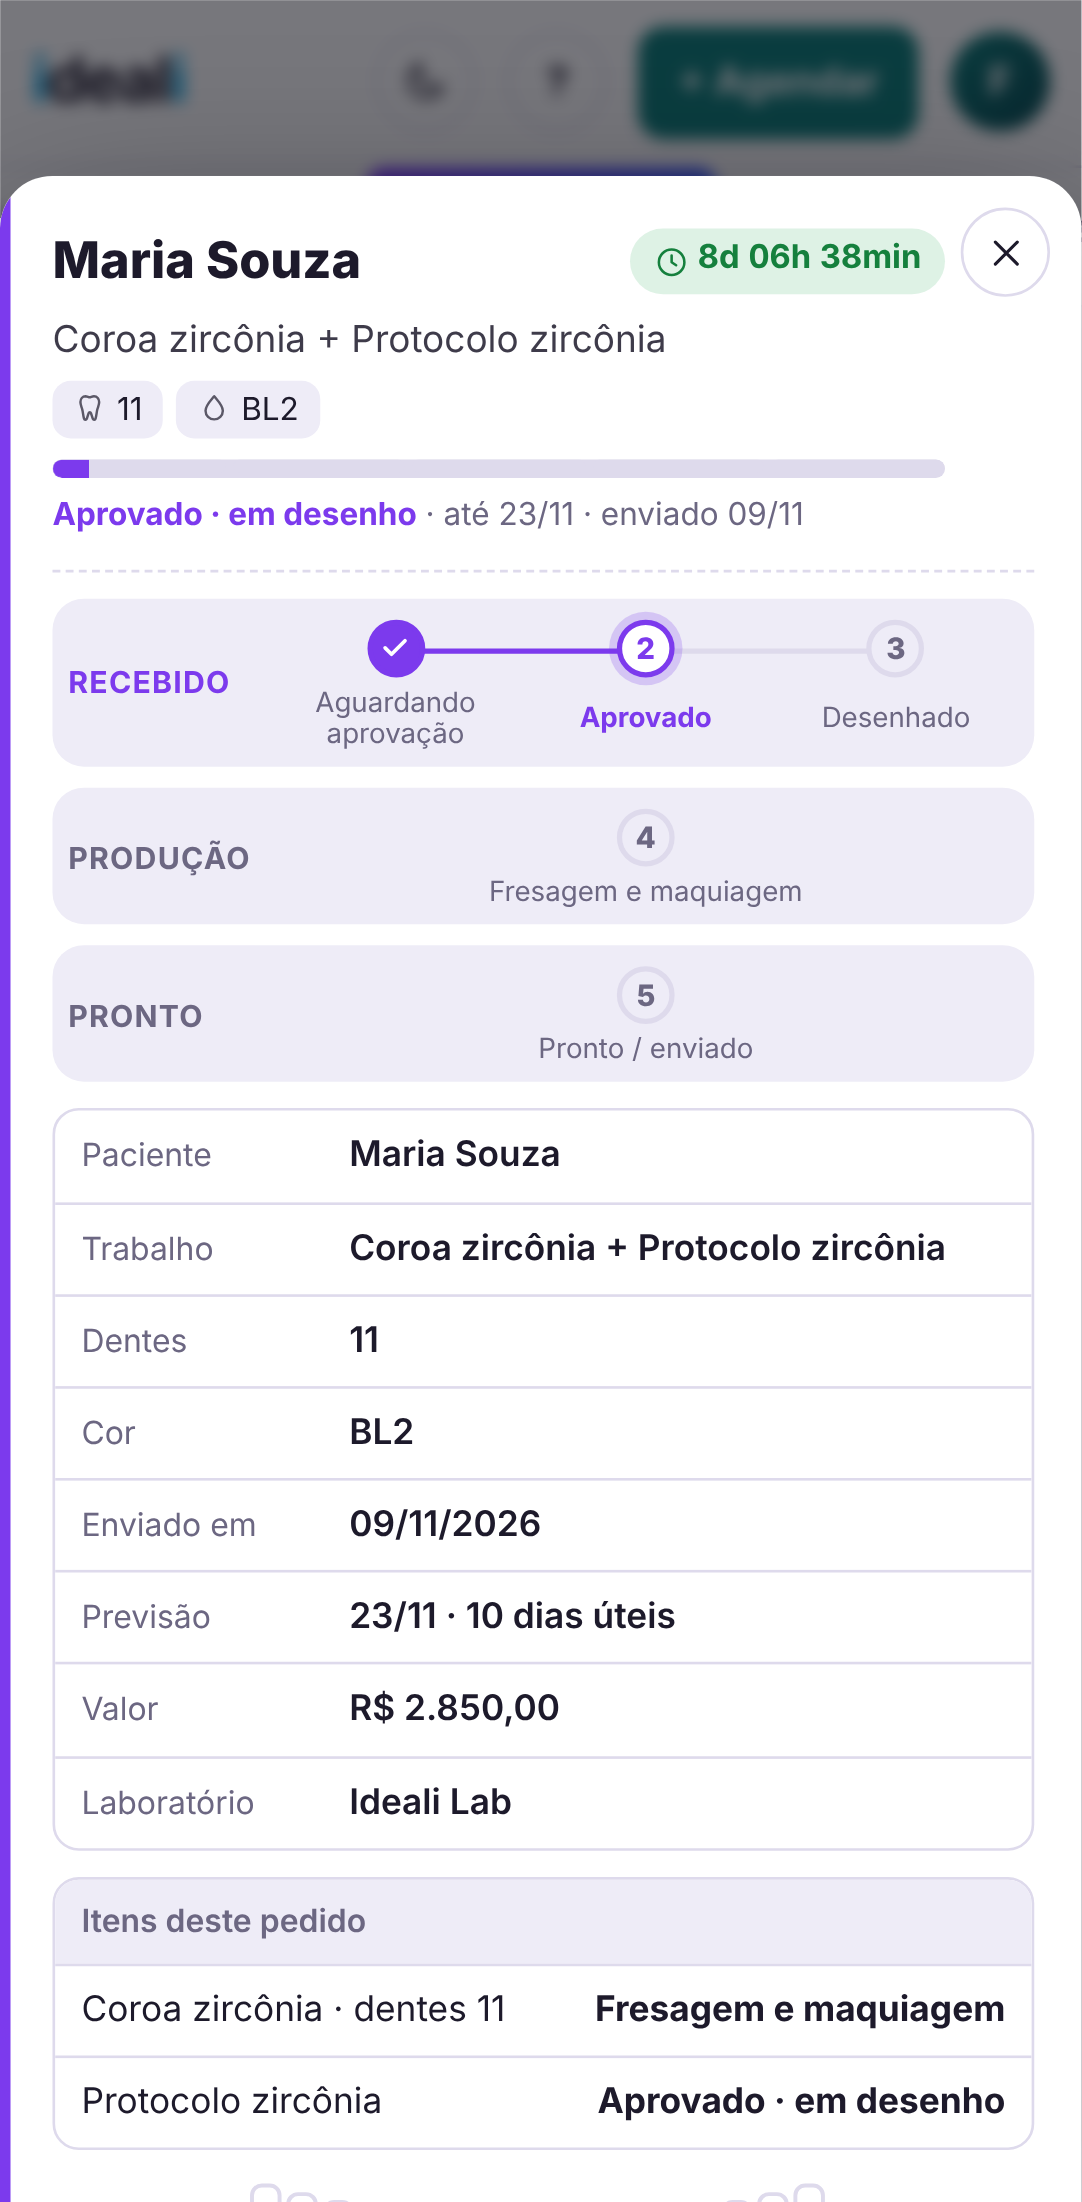 ideali
?
+ Agendar
F
Maria Souza
8d 06h 38min
Coroa zircônia + Protocolo zircônia
11
BL2
Aprovado · em desenho · até 23/11 · enviado 09/11
RECEBIDO
Aguardando
aprovação
2
Aprovado
3
Desenhado
PRODUÇÃO
4
Fresagem e maquiagem
PRONTO
5
Pronto / enviado
Paciente Maria Souza
Trabalho Coroa zircônia + Protocolo zircônia
Dentes 11
Cor BL2
Enviado em 09/11/2026
Previsão 23/11 · 10 dias úteis
Valor R$ 2.850,00
Laboratório Ideali Lab
Itens deste pedido
Coroa zircônia · dentes 11 Fresagem e maquiagem
Protocolo zircônia Aprovado · em desenho